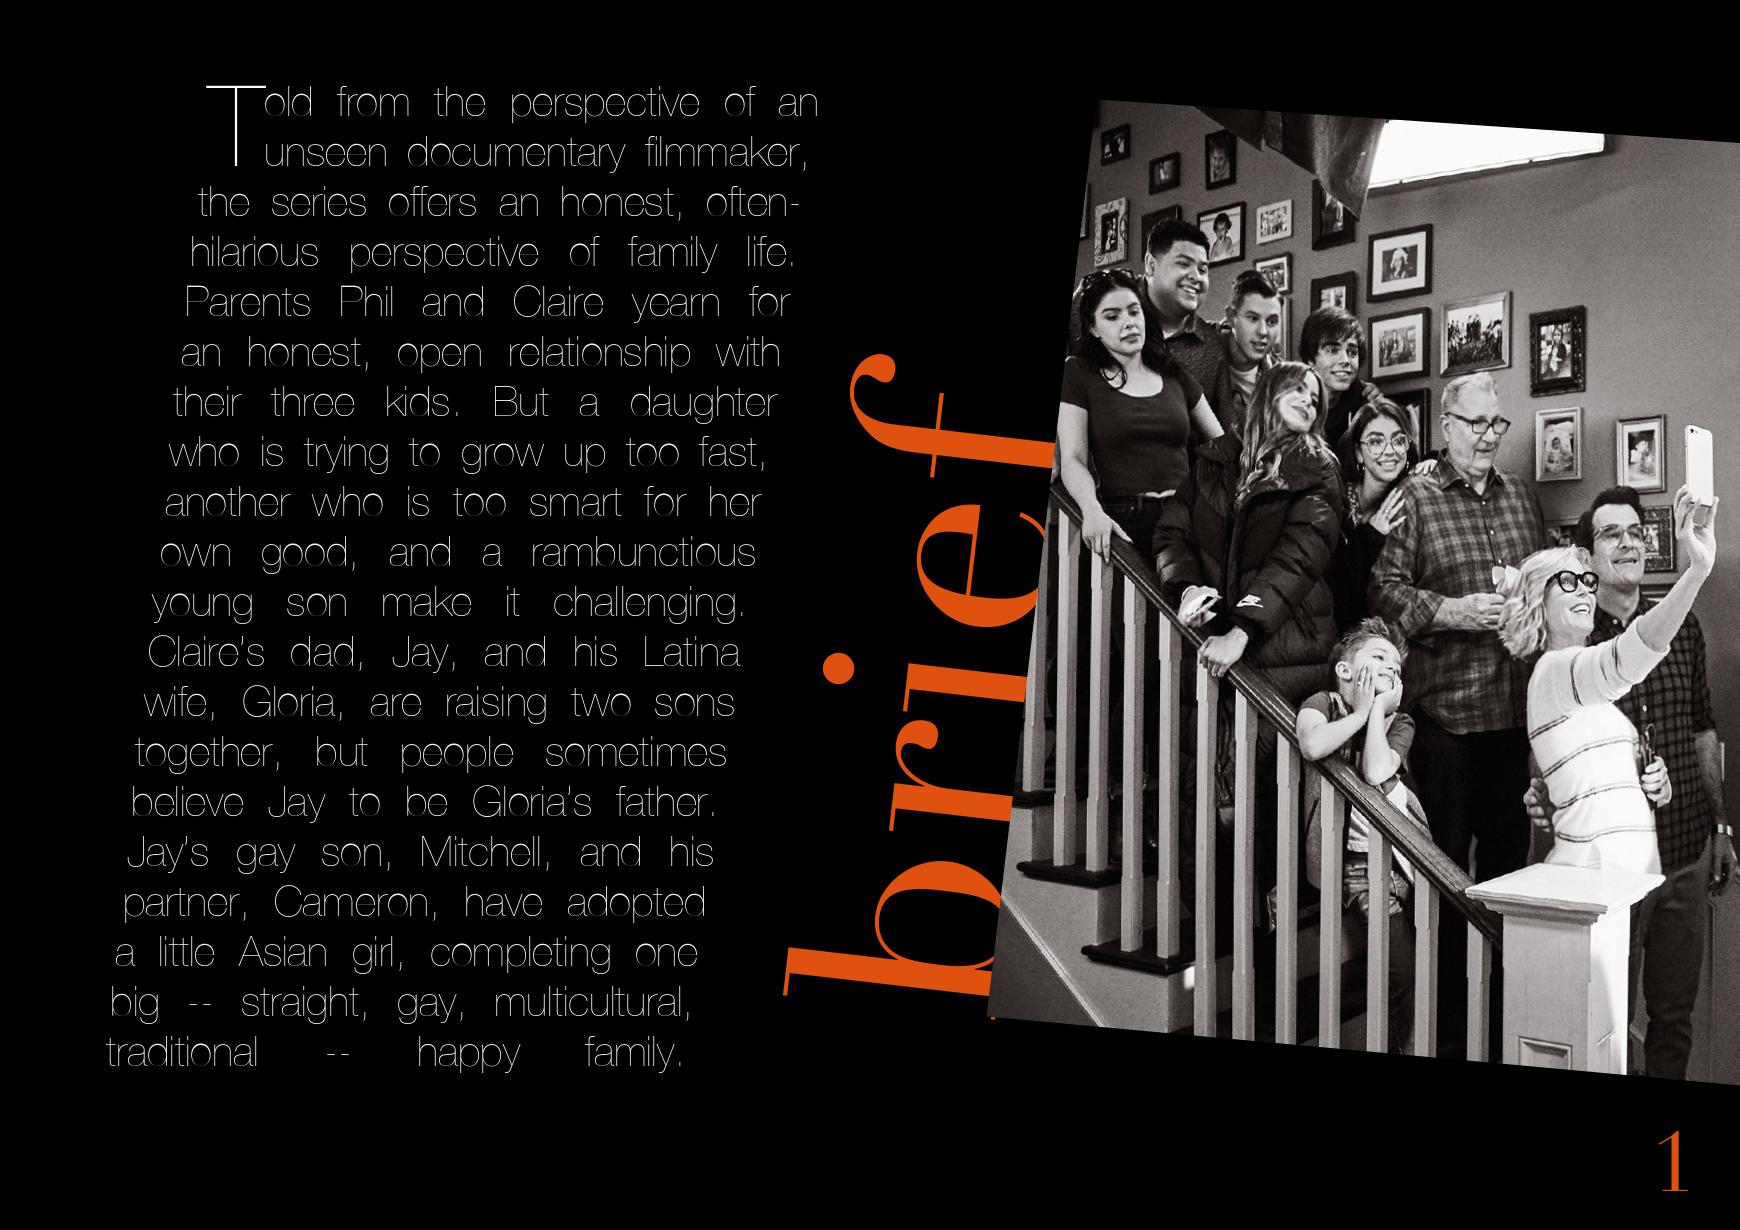 Told from the perspective of an
unseen documentary filmmaker,
the series offers an honest, often-
hilarious perspective of family life.
Parents Phil and Claire yearn for
an honest, open relationship with
their three kids. But a daughter
who is trying to grow up too fast,
another who is too smart for her
own good, and a rambunctious
young son make it challenging.
Claire's dad, Jay, and his Latina
wife, Gloria, are raising two sons
together, but people sometimes
believe Jay to be Gloria's father.
Jay's gay son, Mitchell, and his
partner, Cameron, have adopted
a little Asian girl, completing one
big -- straight, gay, multicultural,
traditional -- happy family.
brief
1